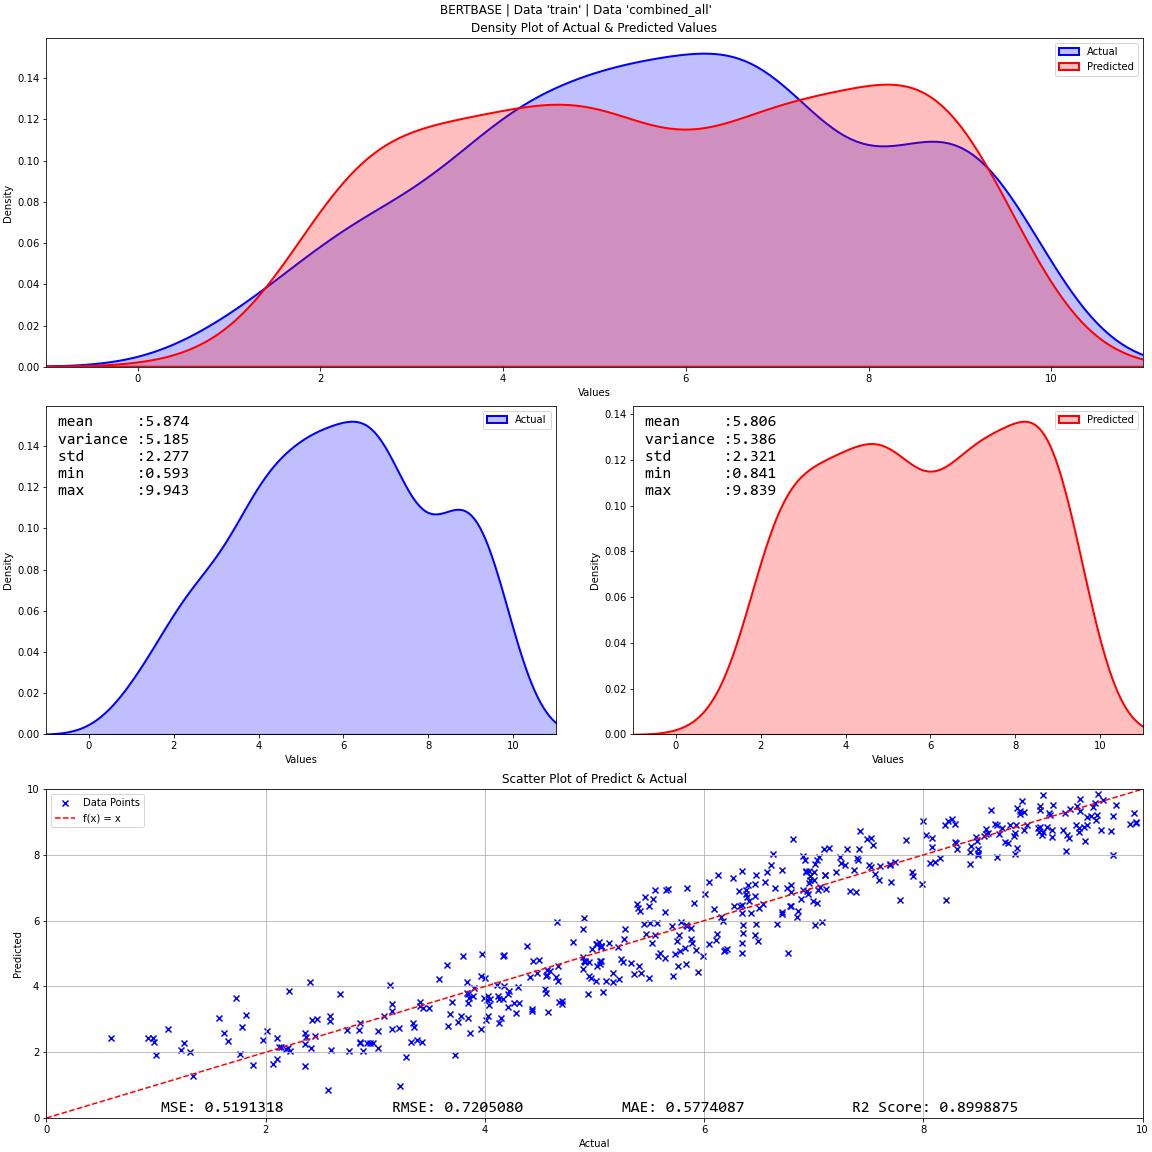 BERTBASE | Data 'train' | Data 'combined_all'
Density Plot of Actual & Predicted Values
Actual
Predicted
Density
0.14
0.12
0.10
0.08
0.06
0.04
0.02
0.00
0 2 4 6 8 10
Values
mean :5.874
variance :5.185
std :2.277
min :0.593
max :9.943
Actual
Density
0.14
0.12
0.10
0.08
0.06
0.04
0.02
0.00
0 2 4 6 8 10
Values
mean :5.806
variance :5.386
std :2.321
min :0.841
max :9.839
Predicted
Density
0.14
0.12
0.10
0.08
0.06
0.04
0.02
0.00
0 2 4 6 8 10
Values
Scatter Plot of Predict & Actual
Data Points
f(x) = x
Predicted
10
8
6
4
2
0
MSE: 0.5191318 RMSE: 0.7205080 MAE: 0.5774087 R2 Score: 0.8998875
0 2 4 6 8 10
Actual